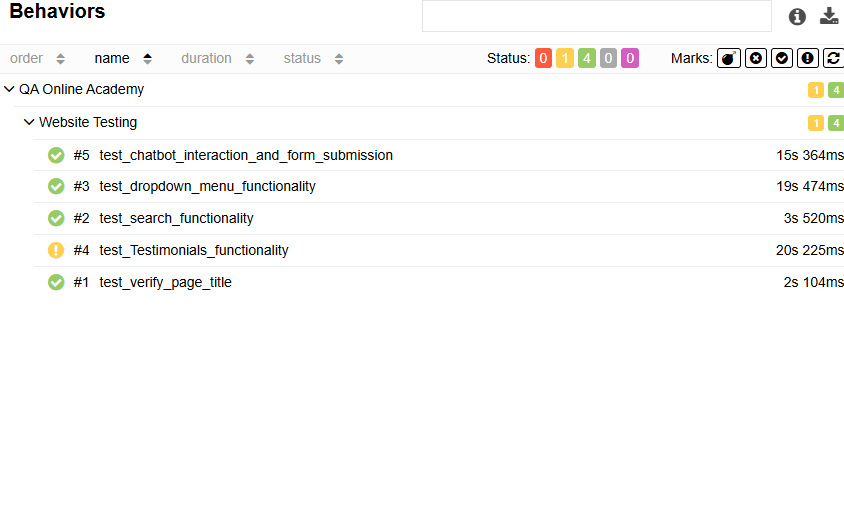 Behaviors
order name duration status Status: 0 1 4 0 0 Marks:
QA Online Academy 1 4
Website Testing 1 4
#5 test_chatbot_interaction_and_form_submission 15s 364ms
#3 test_dropdown_menu_functionality 19s 474ms
#2 test_search_functionality 3s 520ms
#4 test_Testimonials_functionality 20s 225ms
#1 test_verify_page_title 2s 104ms